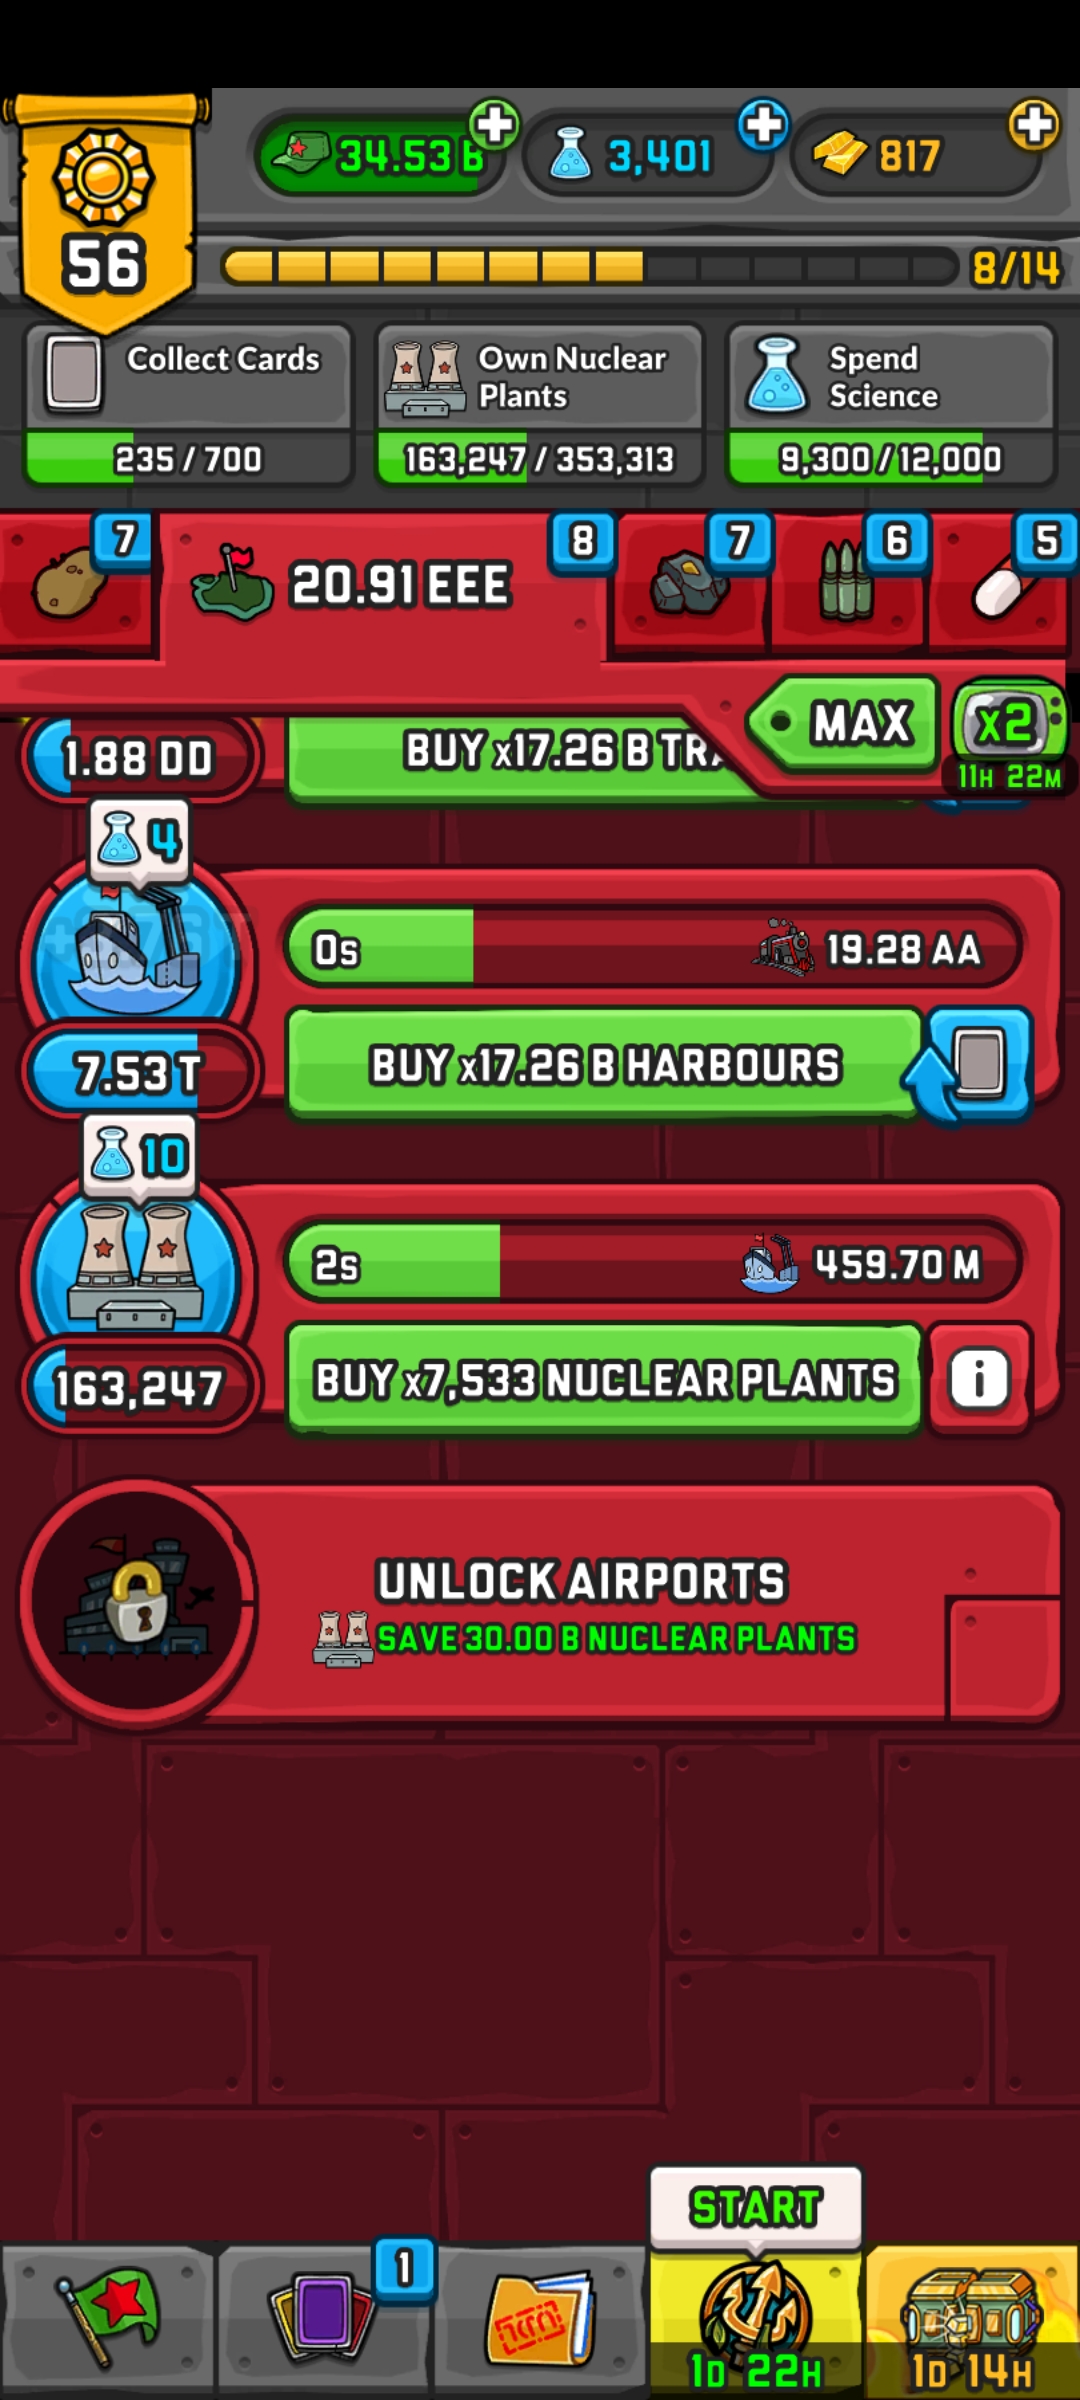 34.53 B
3,401
817
56
8/14
Collect Cards
235 / 700
Own Nuclear
Plants
163,247 / 353,313
Spend
Science
9,300 / 12,000
7
20.91 EEE
8
7
6
5
MAX
x2
11H 22M
1.88 DD
BUY x17.26 B
4
0s
19.28 AA
7.53 T
BUY x17.26 B HARBOURS
10
2s
459.70 M
163,247
BUY x7,533 NUCLEAR PLANTS
i
UNLOCK AIRPORTS
SAVE 30.00 B NUCLEAR PLANTS
START
1
1D 22H
1D 14H